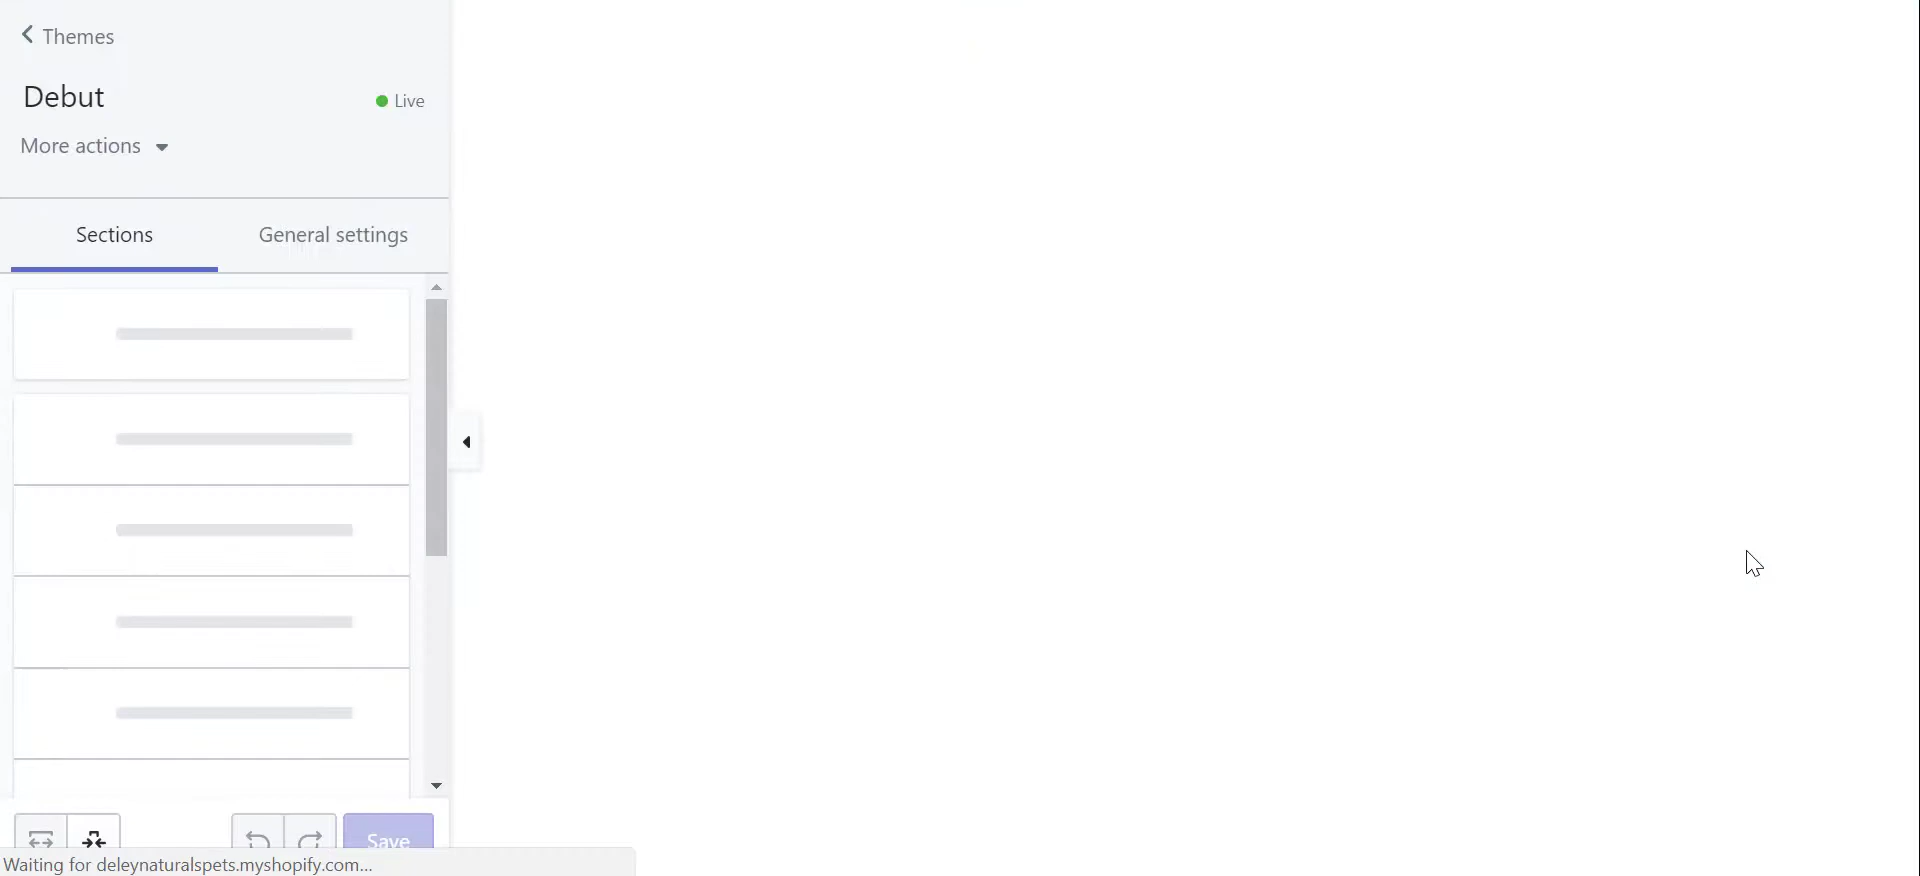 Themes
Debut
Live
More actions
Sections
General settings
Save
Waiting for deleynaturalspets.myshopify.com...